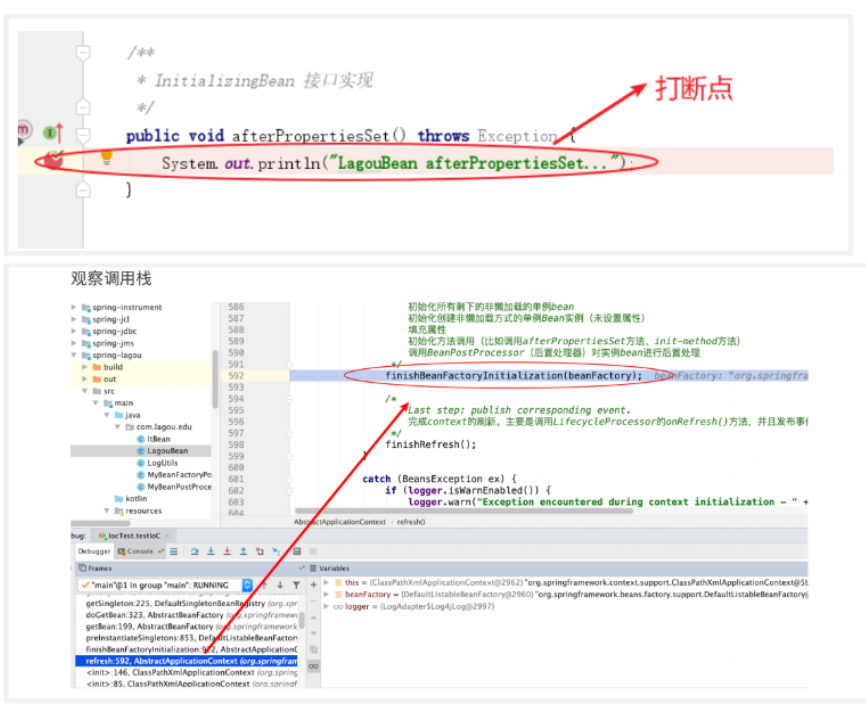 /**
* InitializingBean 接口实现
*/
打断点
public void afterPropertiesSet() throws Exception {
System.out.println("LagouBean afterPropertiesSet...");
}
观察调用栈
spring-instrument
spring-jcl
spring-jdbc
spring-jms
spring-lagou
build
out
src
main
java
com.lagou.edu
ItBean
LagouBean
LogUtils
MyBeanFactoryPo
MyBeanPostProce
kotlin
resources
586 初始化所有剩下的非懒加载的单例bean
587 初始化创建非懒加载方式的单例Bean实例（未设置属性）
588 填充属性
589 初始化方法调用（比如调用afterPropertiesSet方法、init-method方法）
590 调用BeanPostProcessor（后置处理器）对实例bean进行后置处理
591 */
592 finishBeanFactoryInitialization(beanFactory); beanFactory: "org.springfra
593
594 /*
595 Last step: publish corresponding event.
596 完成context的刷新。主要是调用LifecycleProcessor的onRefresh()方法，并且发布事件
597 */
598 finishRefresh();
599 }
600
601 catch (BeansException ex) {
602 if (logger.isWarnEnabled()) {
603 logger.warn("Exception encountered during context initialization - " +
604
AbstractApplicationContext › refresh()
bug: IocTest.testIoC
Debugger Console
Frames
"main"@1 in group "main": RUNNING
getSingleton:225, DefaultSingletonBeanRegistry (org.spr
doGetBean:323, AbstractBeanFactory (org.springframewo
getBean:199, AbstractBeanFactory (org.springframework
preInstantiateSingletons:853, DefaultListableBeanFactory
finishBeanFactoryInitialization:972, AbstractApplicationC
refresh:592, AbstractApplicationContext (org.springfram
<init>:146, ClassPathXmlApplicationContext (org.spring
<init>:85, ClassPathXmlApplicationContext (org.springf
Variables
this = {ClassPathXmlApplicationContext@2962} "org.springframework.context.support.ClassPathXmlApplicationContext@5b
beanFactory = {DefaultListableBeanFactory@2960} "org.springframework.beans.factory.support.DefaultListableBeanFactory@
logger = {LogAdapter$Log4jLog@2997}